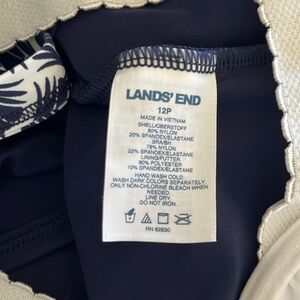 LANDS' END
12P
MADE IN VIETNAM
SHELL/OBERSTOFF
80% NYLON
20% SPANDEX/ELASTANE
BRA/BH
78% NYLON
22% SPANDEX/ELASTANE
LINING/FUTTER
90% POLYESTER
10% SPANDEX/ELASTANE
HAND WASH COLD.
WASH DARK COLORS SEPARATELY.
ONLY NON-CHLORINE BLEACH WHEN
NEEDED
LINE DRY.
DO NOT IRON.
RN 62830